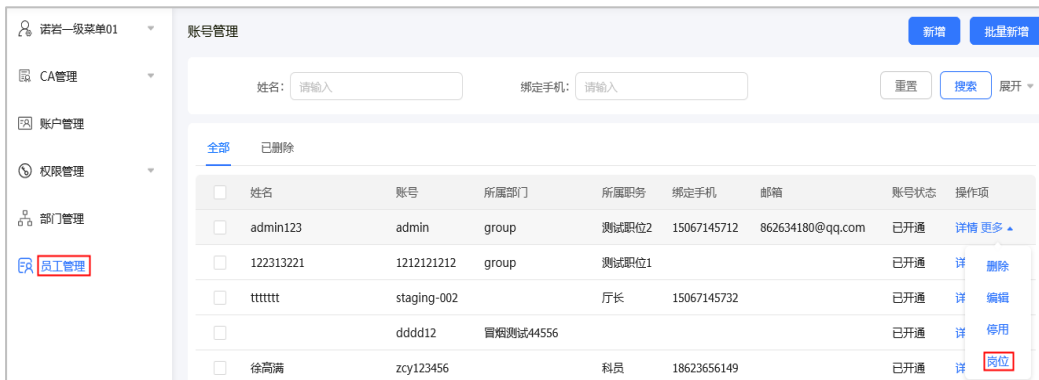 诺岩一级菜单01
CA管理
账户管理
权限管理
部门管理
员工管理
账号管理
新增 批量新增
姓名： 请输入 绑定手机： 请输入 重置 搜索 展开
全部 已删除
姓名 账号 所属部门 所属职务 绑定手机 邮箱 账号状态 操作项
admin123 admin group 测试职位2 15067145712 862634180@qq.com 已开通 详情 更多
122313221 1212121212 group 测试职位1 已开通 详
删除
ttttttt staging-002 厅长 15067145732 已开通 详
编辑
dddd12 冒烟测试44556 已开通 详
停用
徐高满 zcy123456 科员 18623656149 已开通 详
岗位